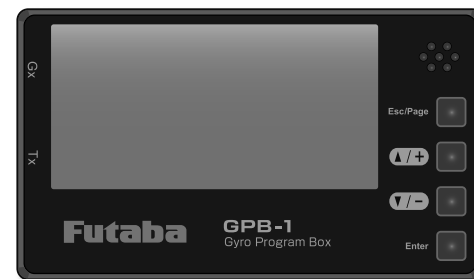 Gx
Tx
Esc/Page
▲/+
▼/−
Enter
Futaba
GPB-1
Gyro Program Box